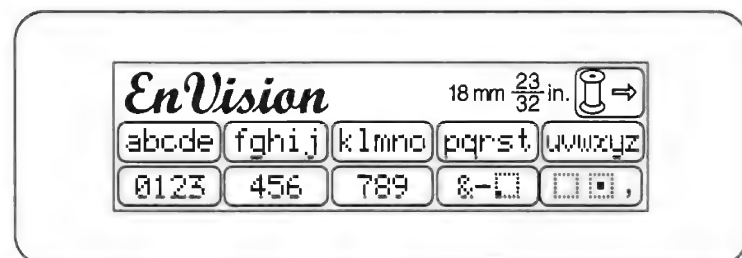 EnVision 18 mm 23/32 in.
abcde fghij klmno pqrst uvwxyz
0123 456 789 &- ,